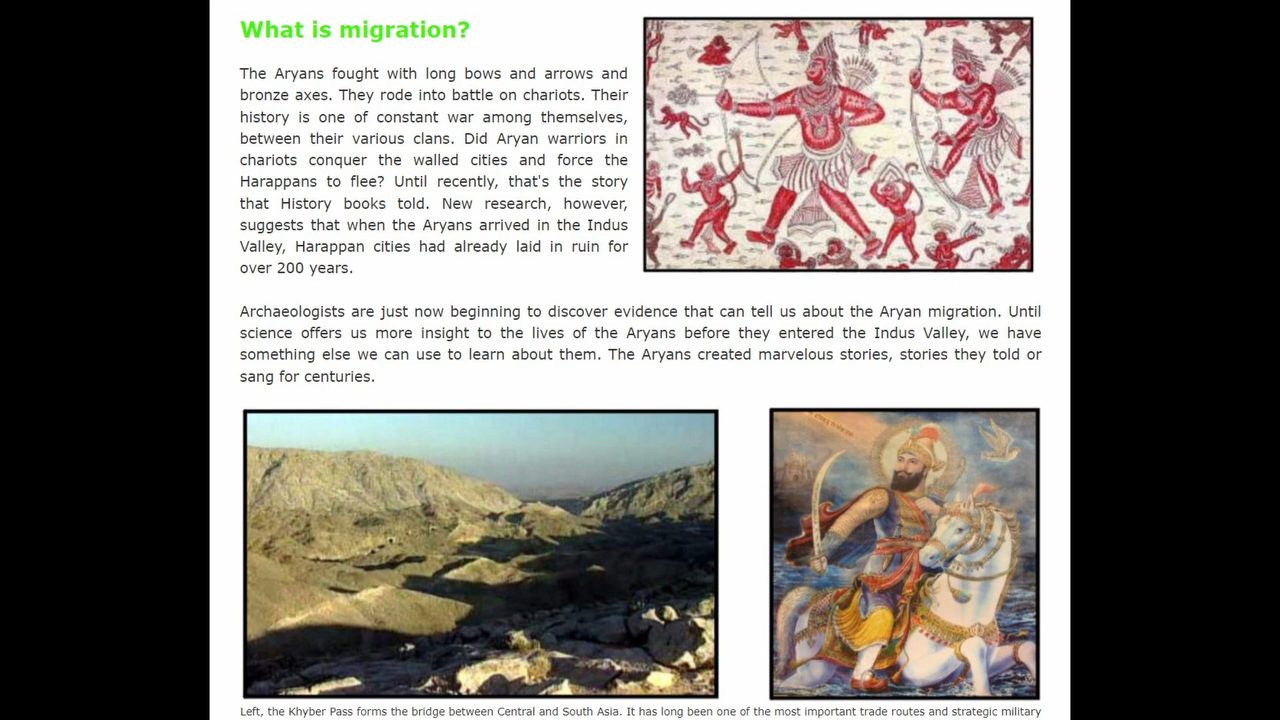 What is migration?
The Aryans fought with long bows and arrows and
bronze axes. They rode into battle on chariots. Their
history is one of constant war among themselves,
between their various clans. Did Aryan warriors in
chariots conquer the walled cities and force the
Harappans to flee? Until recently, that's the story
that History books told. New research, however,
suggests that when the Aryans arrived in the Indus
Valley, Harappan cities had already laid in ruin for
over 200 years.
Archaeologists are just now beginning to discover evidence that can tell us about the Aryan migration. Until
science offers us more insight to the lives of the Aryans before they entered the Indus Valley, we have
something else we can use to learn about them. The Aryans created marvelous stories, stories they told or
sang for centuries.
Left, the Khyber Pass forms the bridge between Central and South Asia. It has long been one of the most important trade routes and strategic military